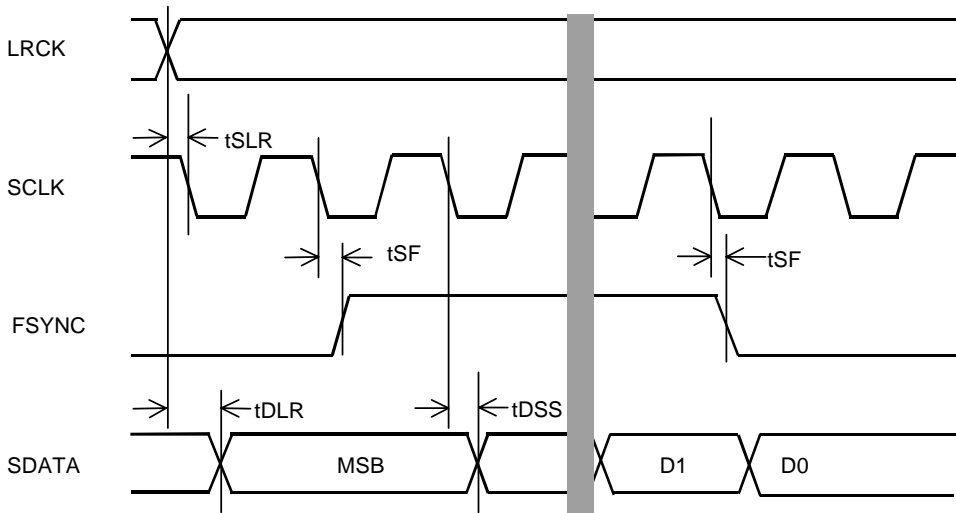 LRCK
tSLR
SCLK
tSF
tSF
FSYNC
tDLR
tDSS
SDATA
MSB
D1
D0